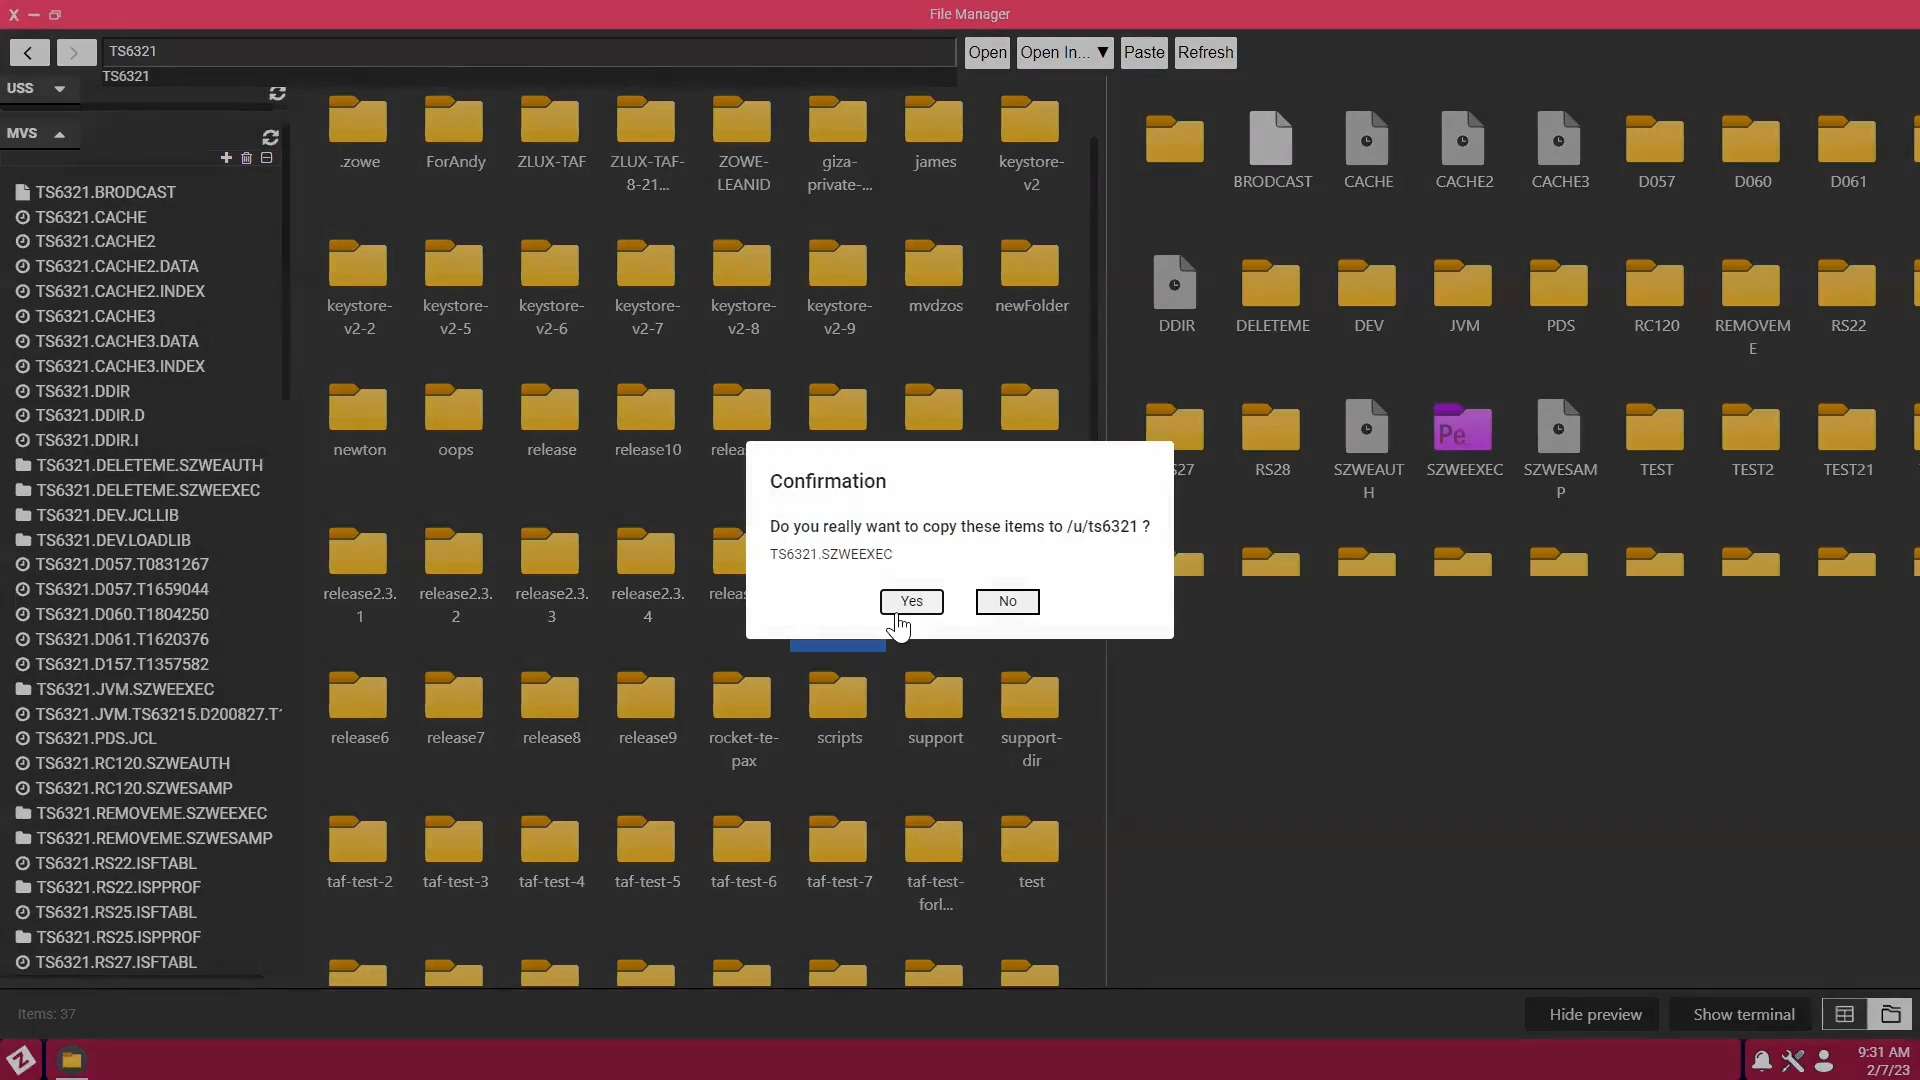 File Manager
TS6321
Open
Open In... ▼
Paste
Refresh
TS6321
USS
MVS
TS6321.BRODCAST
TS6321.CACHE
TS6321.CACHE2
TS6321.CACHE2.DATA
TS6321.CACHE2.INDEX
TS6321.CACHE3
TS6321.CACHE3.DATA
TS6321.CACHE3.INDEX
TS6321.DDIR
TS6321.DDIR.D
TS6321.DDIR.I
TS6321.DELETEME.SZWEAUTH
TS6321.DELETEME.SZWEEXEC
TS6321.DEV.JCLLIB
TS6321.DEV.LOADLIB
TS6321.D057.T0831267
TS6321.D057.T1659044
TS6321.D060.T1804250
TS6321.D061.T1620376
TS6321.D157.T1357582
TS6321.JVM.SZWEEXEC
TS6321.JVM.TS63215.D200827.T
TS6321.PDS.JCL
TS6321.RC120.SZWEAUTH
TS6321.RC120.SZWESAMP
TS6321.REMOVEME.SZWEEXEC
TS6321.REMOVEME.SZWESAMP
TS6321.RS22.ISFTABL
TS6321.RS22.ISPPROF
TS6321.RS25.ISFTABL
TS6321.RS25.ISPPROF
TS6321.RS27.ISFTABL
.zowe
ForAndy
ZLUX-TAF
ZLUX-TAF-
8-21...
ZOWE-
LEANID
giza-
private-...
james
keystore-
v2
keystore-
v2-2
keystore-
v2-5
keystore-
v2-6
keystore-
v2-7
keystore-
v2-8
keystore-
v2-9
mvdzos
newFolder
newton
oops
release
release10
relea
release2.3.
1
release2.3.
2
release2.3.
3
release2.3.
4
relea
release6
release7
release8
release9
rocket-te-
pax
scripts
support
support-
dir
taf-test-2
taf-test-3
taf-test-4
taf-test-5
taf-test-6
taf-test-7
taf-test-
forl...
test
BRODCAST
CACHE
CACHE2
CACHE3
D057
D060
D061
DDIR
DELETEME
DEV
JVM
PDS
RC120
REMOVEM
E
RS22
S27
RS28
SZWEAUT
H
Pe
SZWEEXEC
SZWESAM
P
TEST
TEST2
TEST21
Confirmation
Do you really want to copy these items to /u/ts6321 ?
TS6321.SZWEEXEC
Yes
No
Items: 37
Hide preview
Show terminal
9:31 AM
2/7/23